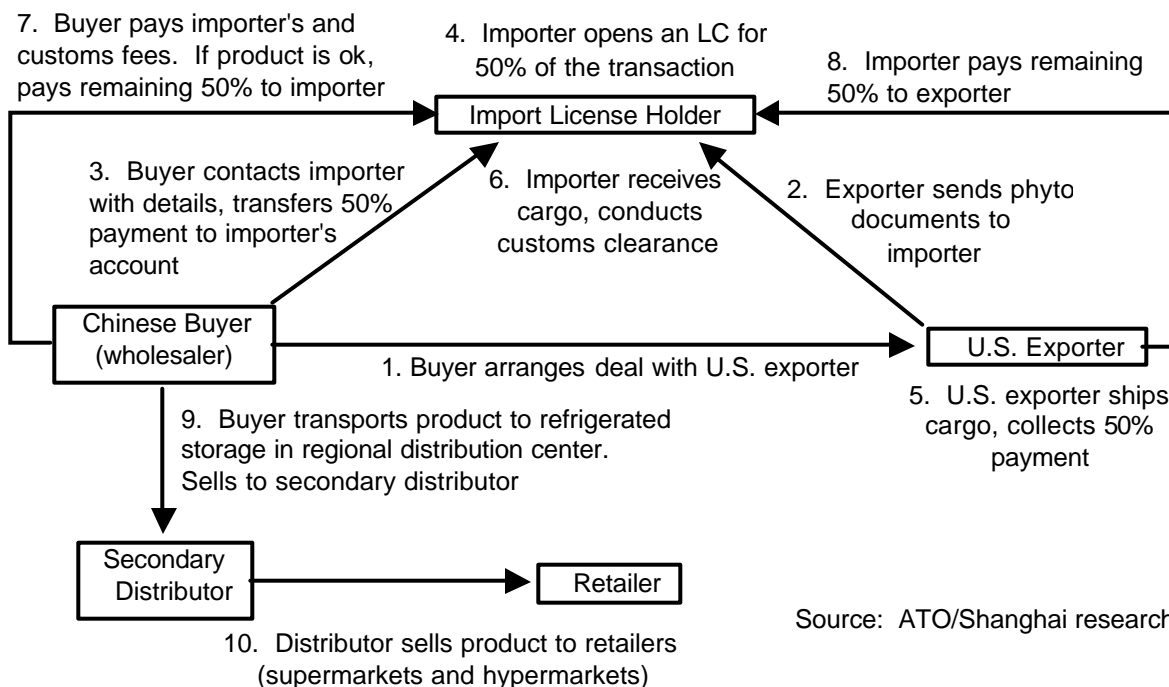 7.  Buyer pays importer's and
customs fees.  If product is ok,
pays remaining 50% to importer
4.  Importer opens an LC for
50% of the transaction
8.  Importer pays remaining
50% to exporter
Import License Holder
3.  Buyer contacts importer
with details, transfers 50%
payment to importer's
account
6.  Importer receives
cargo, conducts
customs clearance
2.  Exporter sends phyto
documents to
importer
Chinese Buyer
(wholesaler)
1. Buyer arranges deal with U.S. exporter
U.S. Exporter
5.  U.S. exporter ships
cargo, collects 50%
payment
9.  Buyer transports product to refrigerated
storage in regional distribution center.
Sells to secondary distributor
Secondary
Distributor
Retailer
Source:  ATO/Shanghai research
10.  Distributor sells product to retailers
(supermarkets and hypermarkets)